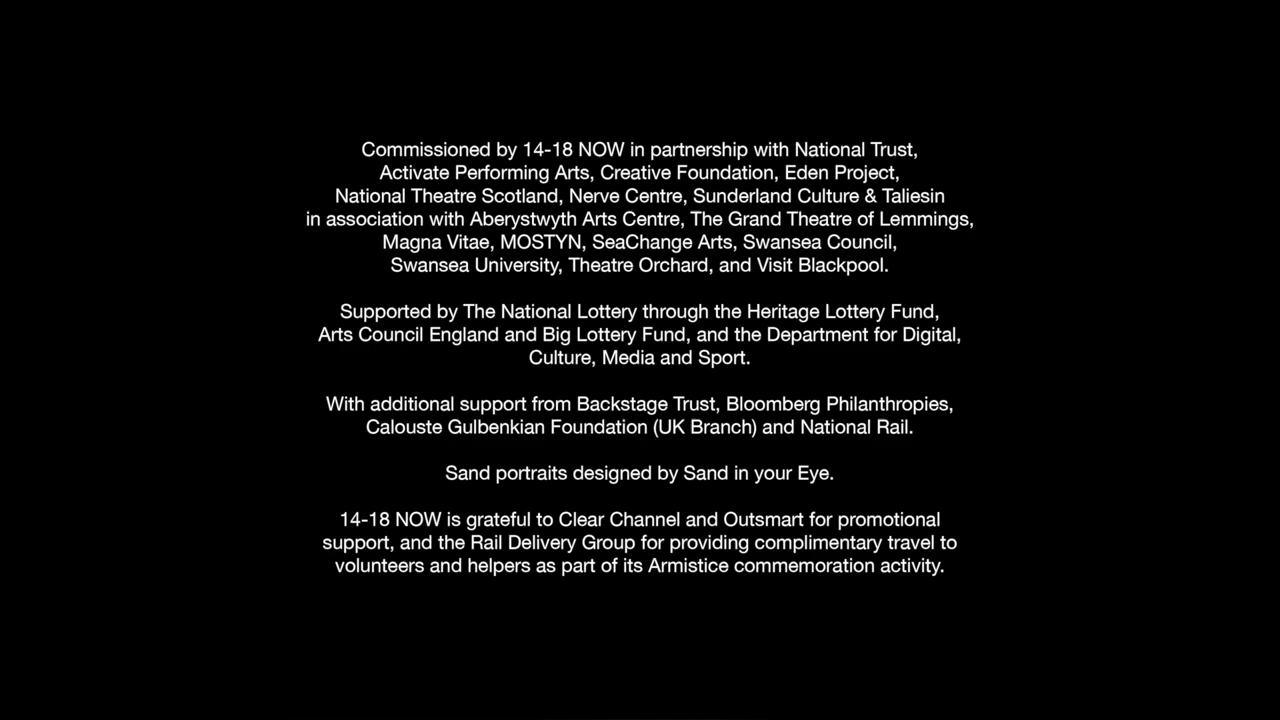 Commissioned by 14-18 NOW in partnership with National Trust,
Activate Performing Arts, Creative Foundation, Eden Project,
National Theatre Scotland, Nerve Centre, Sunderland Culture & Taliesin
in association with Aberystwyth Arts Centre, The Grand Theatre of Lemmings,
Magna Vitae, MOSTYN, SeaChange Arts, Swansea Council,
Swansea University, Theatre Orchard, and Visit Blackpool.
Supported by The National Lottery through the Heritage Lottery Fund,
Arts Council England and Big Lottery Fund, and the Department for Digital,
Culture, Media and Sport.
With additional support from Backstage Trust, Bloomberg Philanthropies,
Calouste Gulbenkian Foundation (UK Branch) and National Rail.
Sand portraits designed by Sand in your Eye.
14-18 NOW is grateful to Clear Channel and Outsmart for promotional
support, and the Rail Delivery Group for providing complimentary travel to
volunteers and helpers as part of its Armistice commemoration activity.